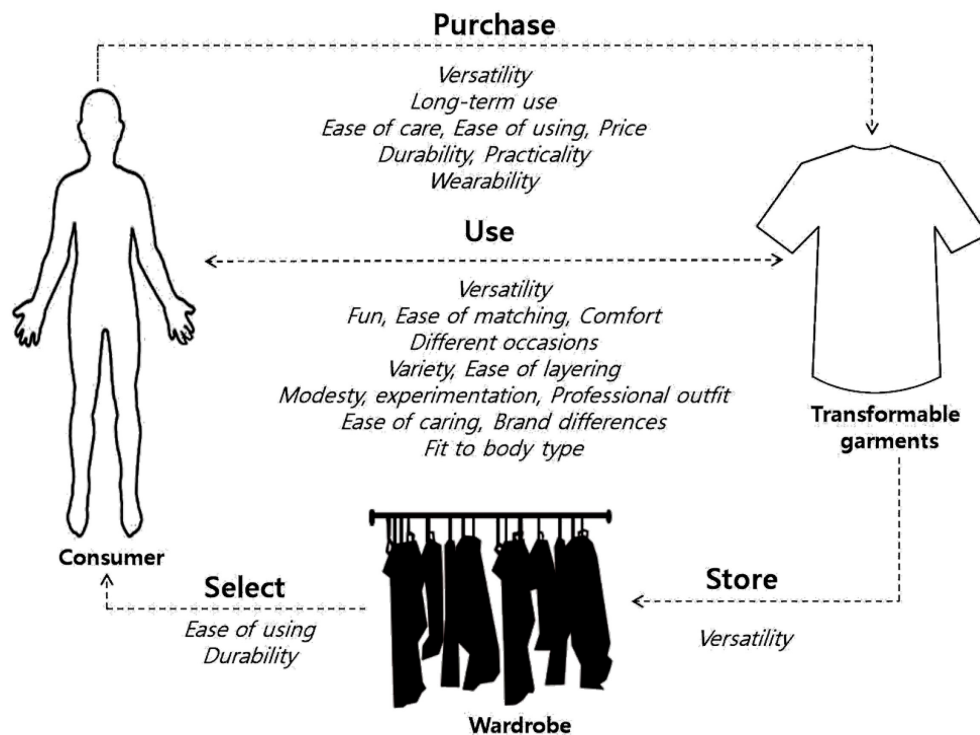 Purchase
Versatility
Long-term use
Ease of care, Ease of using, Price
Durability, Practicality
Wearability
Use
Versatility
Fun, Ease of matching, Comfort
Different occasions
Variety, Ease of layering
Modesty, experimentation, Professional outfit
Ease of caring, Brand differences
Fit to body type
Transformable
garments
Consumer
Select
Ease of using
Durability
Store
Versatility
Wardrobe